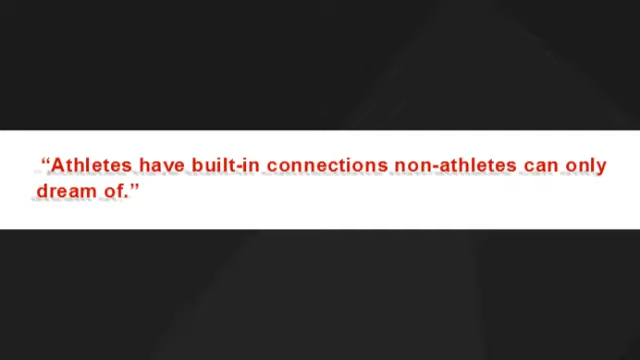 “Athletes have built-in connections non-athletes can only
dream of.”